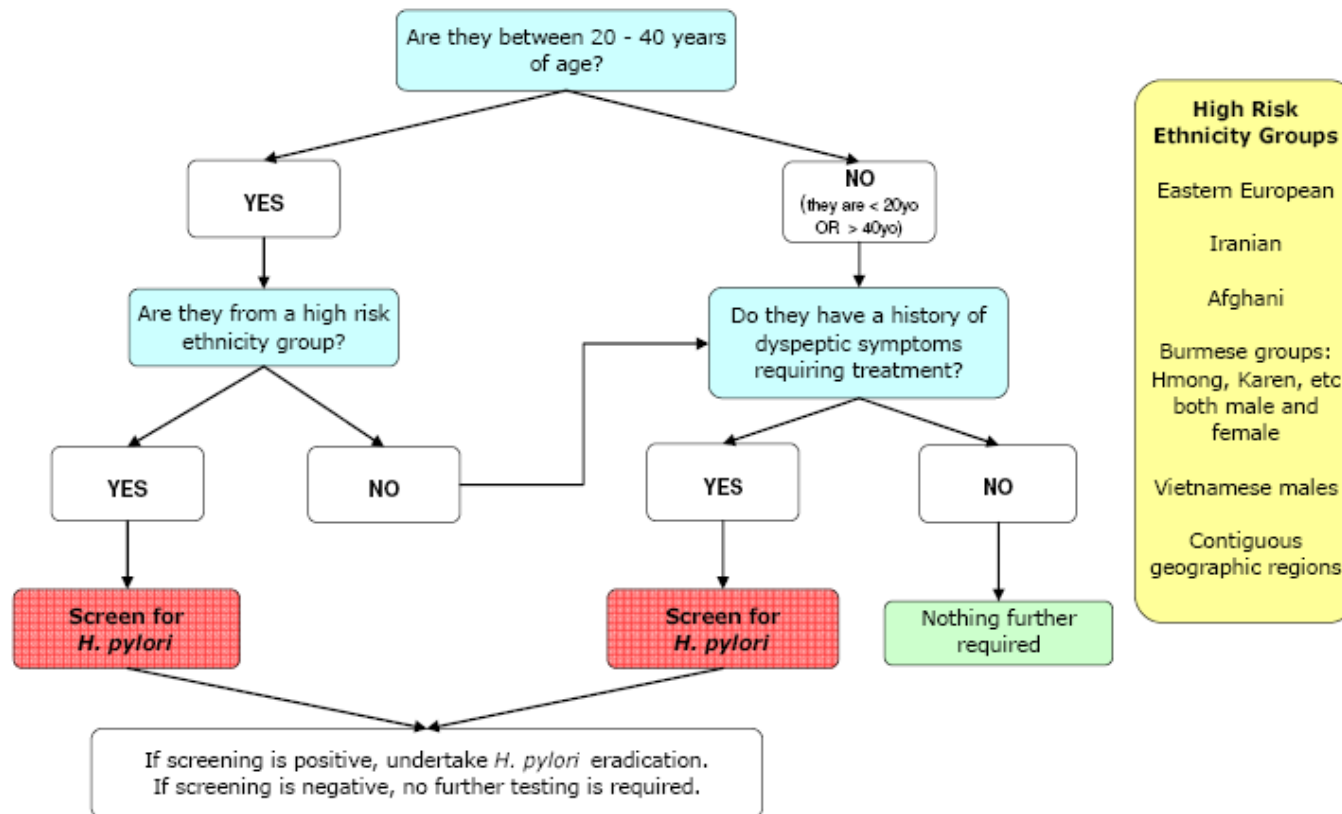 Are they between 20 - 40 years
of age?
YES
NO
(they are < 20yo
OR > 40yo)
Are they from a high risk
ethnicity group?
Do they have a history of
dyspeptic symptoms
requiring treatment?
YES
NO
YES
NO
Screen for
H. pylori
Screen for
H. pylori
Nothing further
required
If screening is positive, undertake H. pylori eradication.
If screening is negative, no further testing is required.
High Risk
Ethnicity Groups
Eastern European
Iranian
Afghani
Burmese groups:
Hmong, Karen, etc
both male and
female
Vietnamese males
Contiguous
geographic regions